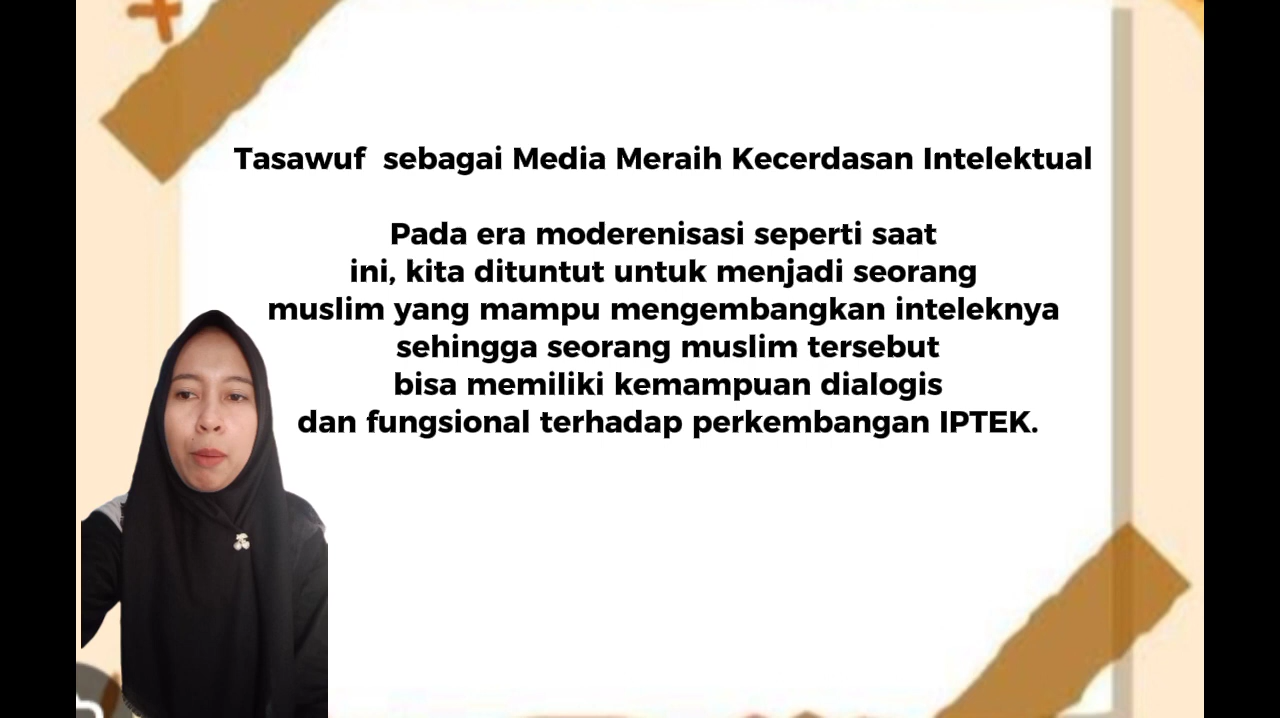 Tasawuf  sebagai Media Meraih Kecerdasan Intelektual
Pada era moderenisasi seperti saat
ini, kita dituntut untuk menjadi seorang
muslim yang mampu mengembangkan inteleknya
sehingga seorang muslim tersebut
bisa memiliki kemampuan dialogis
dan fungsional terhadap perkembangan IPTEK.